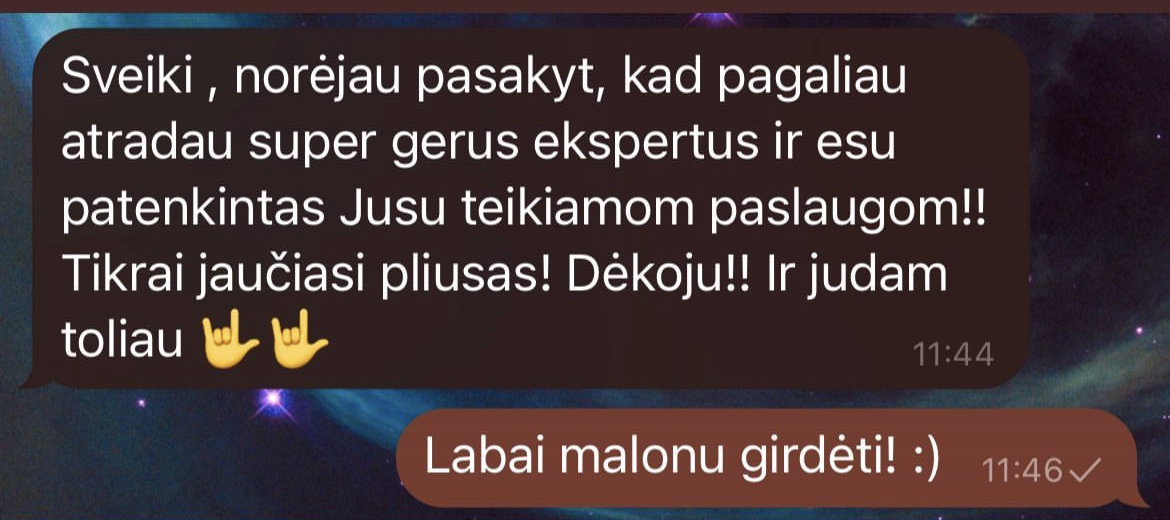 Sveiki , norėjau pasakyt, kad pagaliau
atradau super gerus ekspertus ir esu
patenkintas Jusu teikiamom paslaugom!!
Tikrai jaučiasi pliusas! Dėkoju!! Ir judam
toliau 🤙🤙
11:44
Labai malonu girdėti! :) 11:46✓